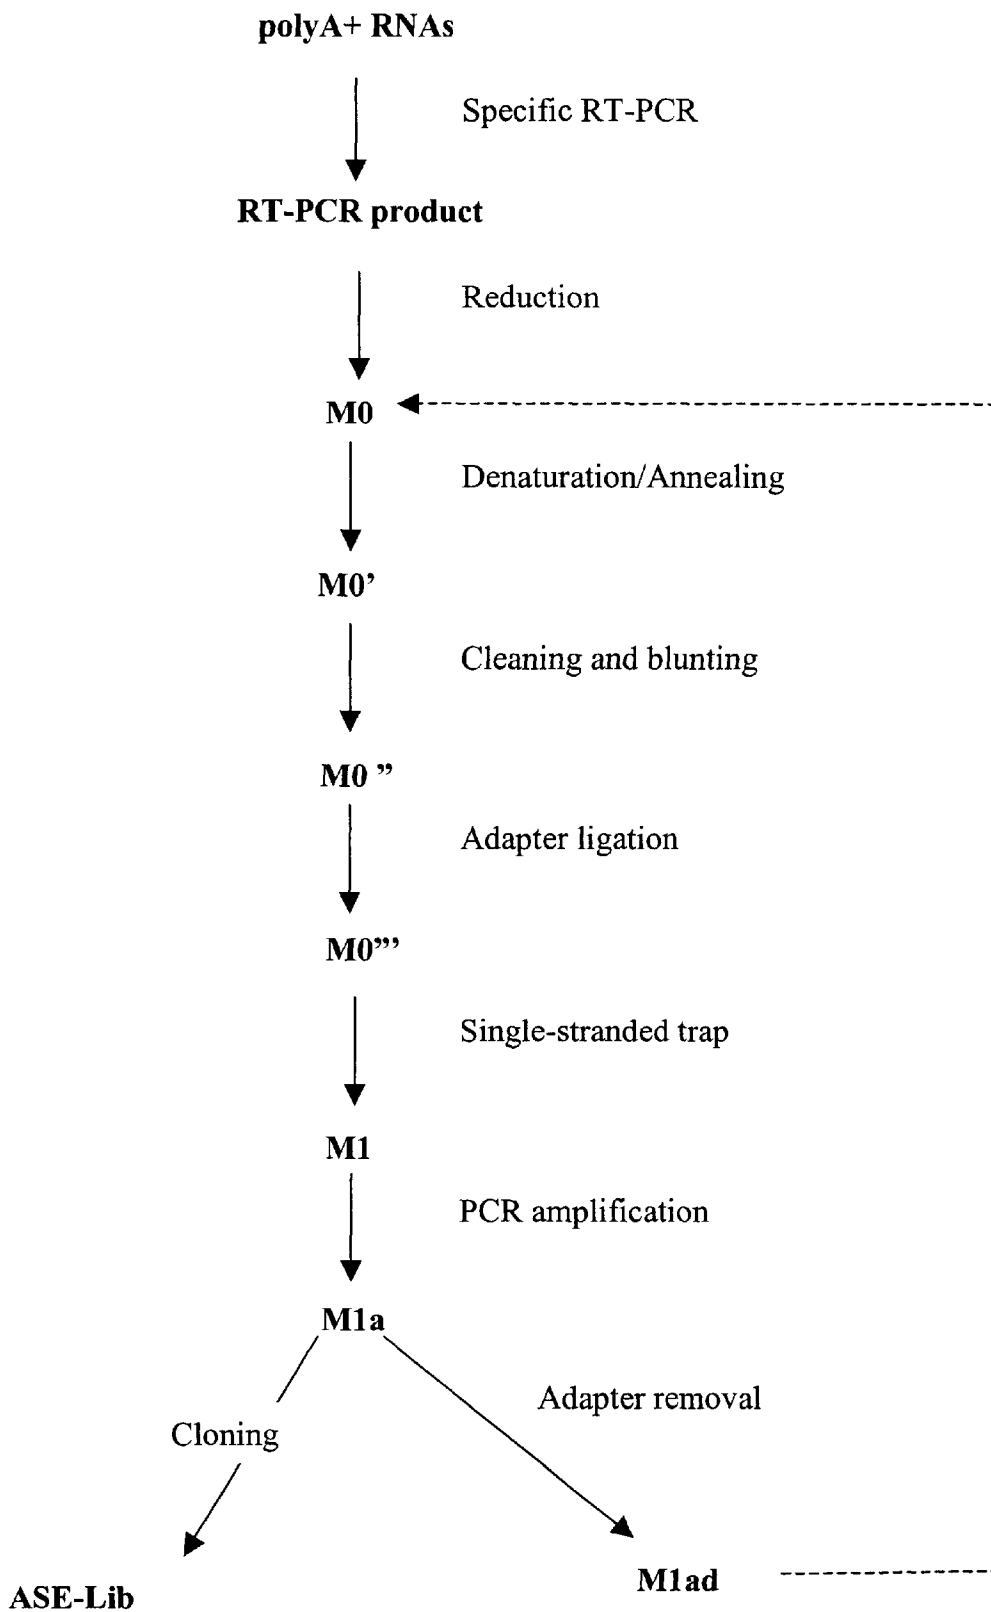 polyA+ RNAs
Specific RT-PCR
RT-PCR product
Reduction
M0
Denaturation/Annealing
M0’
Cleaning and blunting
M0 ”
Adapter ligation
M0”’
Single-stranded trap
M1
PCR amplification
M1a
Adapter removal
Cloning
M1ad
ASE-Lib